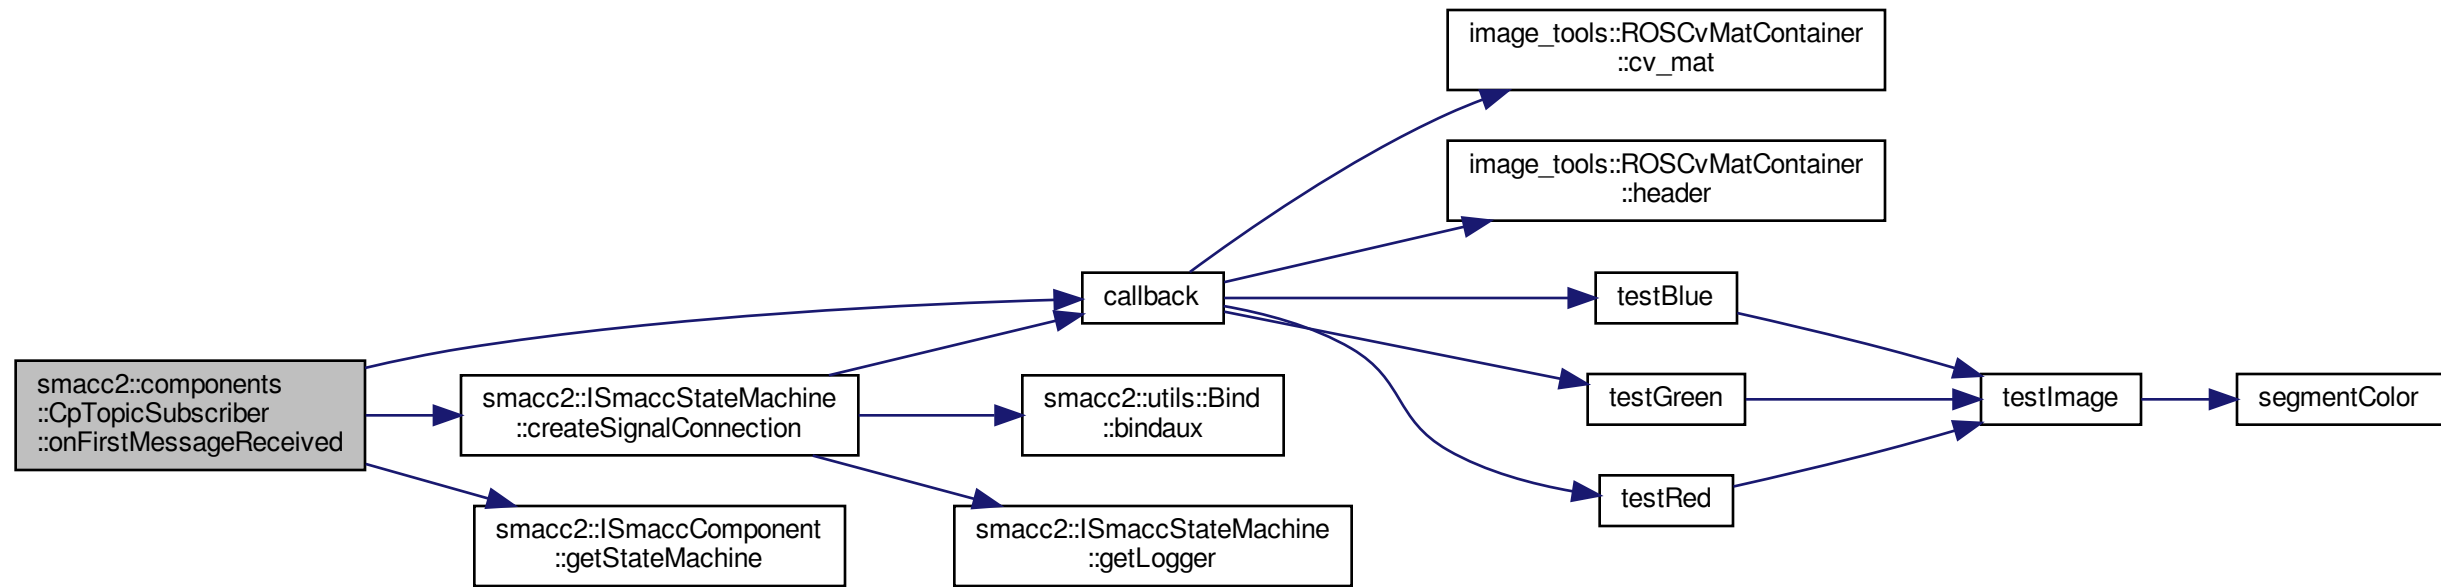 smacc2::components
::CpTopicSubscriber
::onFirstMessageReceived
smacc2::ISmaccStateMachine
::createSignalConnection
smacc2::ISmaccComponent
::getStateMachine
callback
smacc2::utils::Bind
::bindaux
smacc2::ISmaccStateMachine
::getLogger
image_tools::ROSCvMatContainer
::cv_mat
image_tools::ROSCvMatContainer
::header
testBlue
testGreen
testRed
testImage
segmentColor